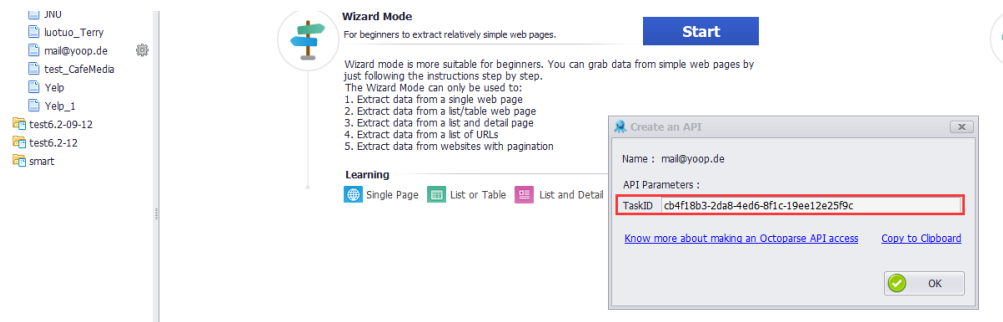 JNU
luotuo_Terry
mail@yoop.de
test_CafeMedia
Yelp
Yelp_1
test6.2-09-12
test6.2-12
smart
Wizard Mode
For beginners to extract relatively simple web pages.
Start
Wizard mode is more suitable for beginners. You can grab data from simple web pages by
just following the instructions step by step.
The Wizard Mode can only be used to:
1. Extract data from a single web page
2. Extract data from a list/table web page
3. Extract data from a list and detail page
4. Extract data from a list of URLs
5. Extract data from websites with pagination
Learning
Single Page List or Table List and Detail
Create an API
Name : mail@yoop.de
API Parameters :
TaskID cb4f18b3-2da8-4ed6-8f1c-19ee12e25f9c
Know more about making an Octoparse API access Copy to Clipboard
OK